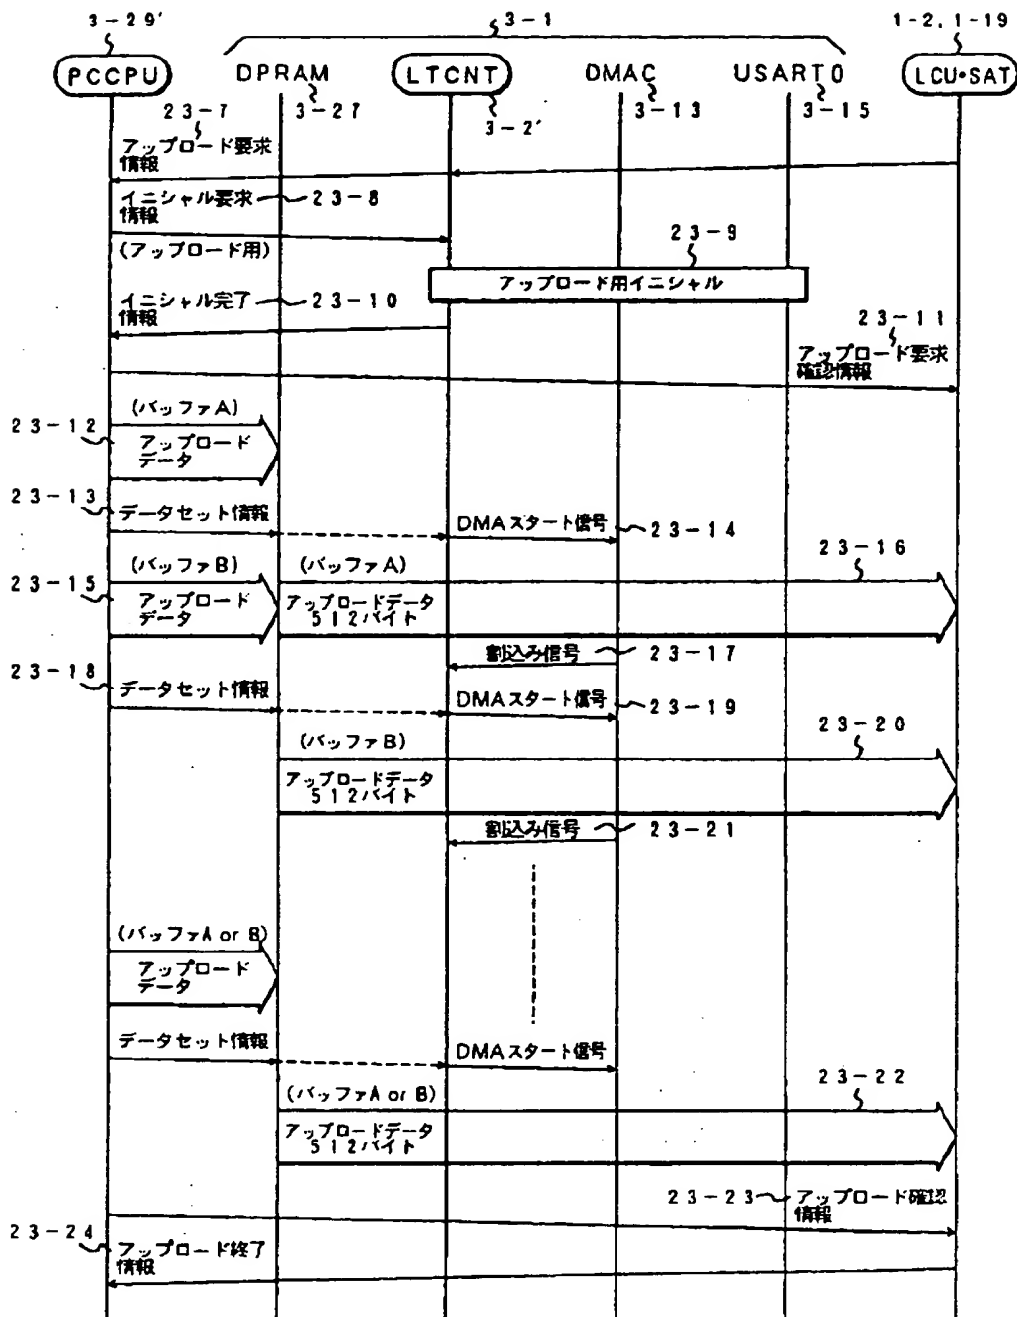 3-29' 3-1 1-2, 1-19
PCCPU DPRAM LTCNT DMAC USART0 LCU•SAT
23-7 3-27 3-2' 3-13 3-15
アップロード要求
情報
イニシャル要求 23-8
情報
(アップロード用)
23-9
アップロード用イニシャル
イニシャル完了 23-10
情報
23-11
アップロード要求
確認情報
(バッファA)
23-12 アップロード
データ
23-13
データセット情報 DMAスタート信号 23-14
(バッファB) (バッファA) 23-16
23-15 アップロード アップロードデータ
データ 512バイト
割込み信号 23-17
23-18
データセット情報 DMAスタート信号 23-19
(バッファB) 23-20
アップロードデータ
512バイト
割込み信号 23-21
(バッファA or B)
アップロード
データ
データセット情報 DMAスタート信号
(バッファA or B) 23-22
アップロードデータ
512バイト
23-23 アップロード確認
情報
23-24 アップロード終了
情報